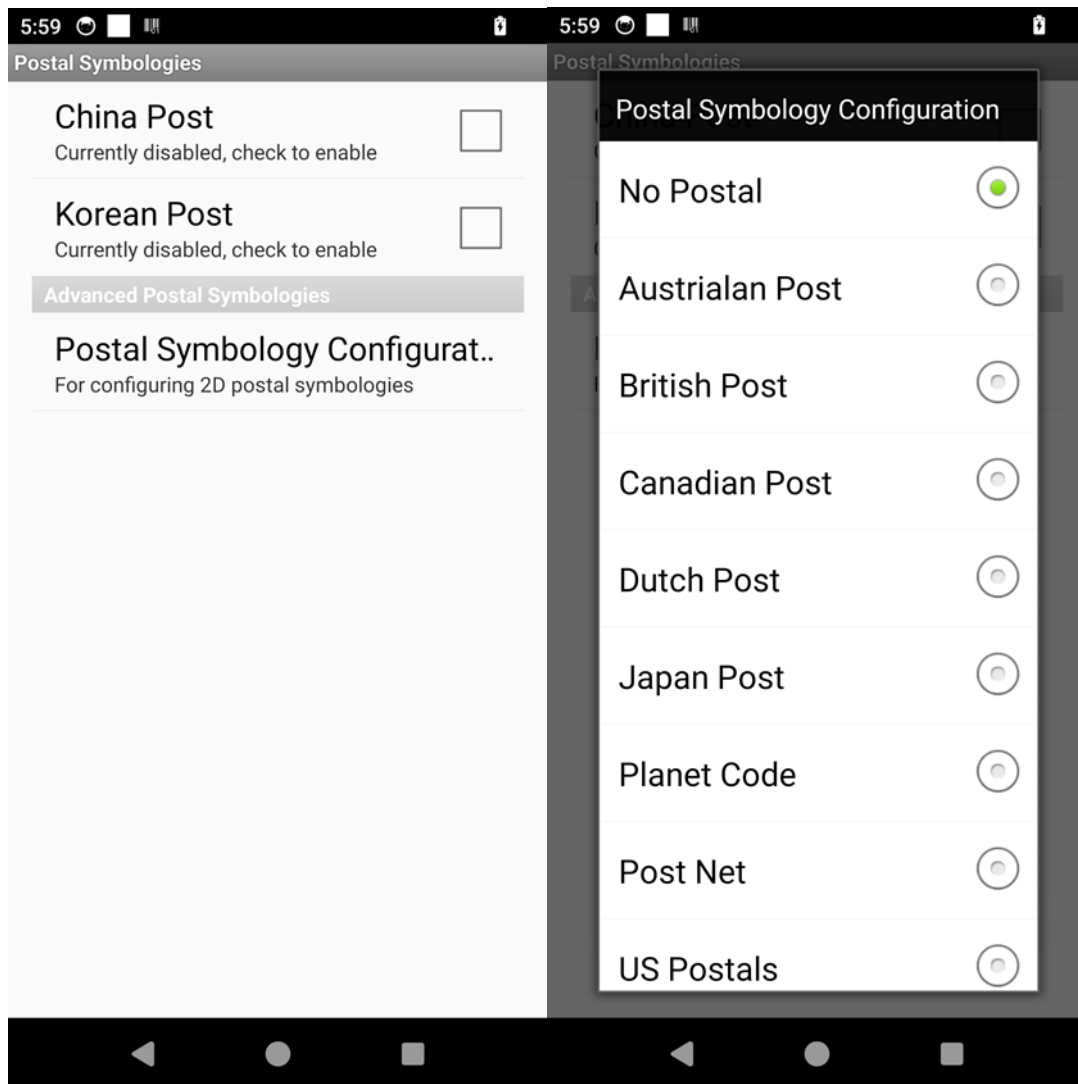 5:59
Postal Symbologies
China Post
Currently disabled, check to enable
Korean Post
Currently disabled, check to enable
Advanced Postal Symbologies
Postal Symbology Configurat..
For configuring 2D postal symbologies
5:59
Postal Symbologies
Postal Symbology Configuration
No Postal
Austrialan Post
British Post
Canadian Post
Dutch Post
Japan Post
Planet Code
Post Net
US Postals